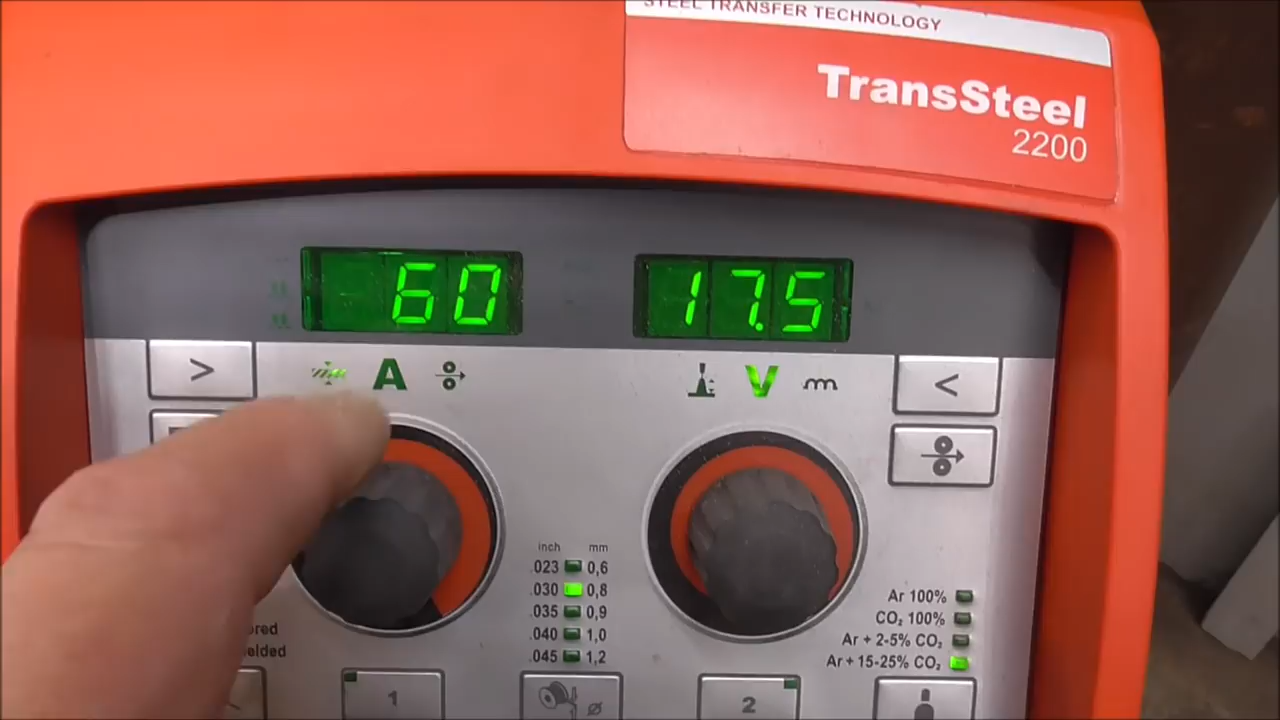 STEEL TRANSFER TECHNOLOGY
TransSteel
2200
60
17.5
>
A
V
<
inch mm
.023 0,6
.030 0,8
.035 0,9
.040 1,0
.045 1,2
Ar 100%
CO₂ 100%
Ar + 2-5% CO₂
Ar + 15-25% CO₂
1
Ø
2